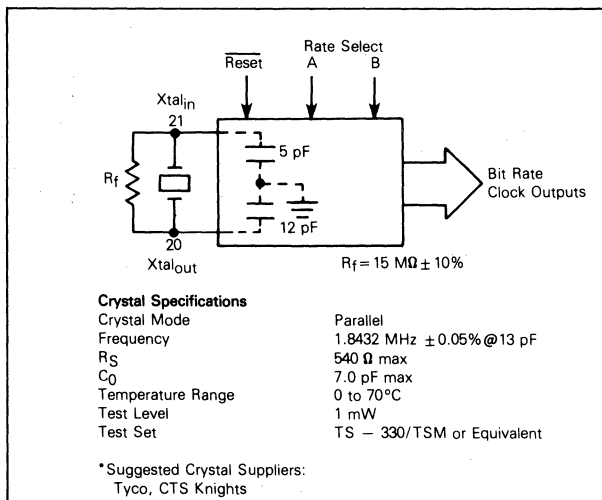 Rate Select
Reset A B
Xtalin
21
5 pF
Rf
Bit Rate
Clock Outputs
12 pF
20
Xtalout
Rf = 15 MΩ ± 10%
Crystal Specifications
Crystal Mode Parallel
Frequency 1.8432 MHz ±0.05%@13 pF
RS 540 Ω max
C0 7.0 pF max
Temperature Range 0 to 70°C
Test Level 1 mW
Test Set TS – 330/TSM or Equivalent
*Suggested Crystal Suppliers:
Tyco, CTS Knights